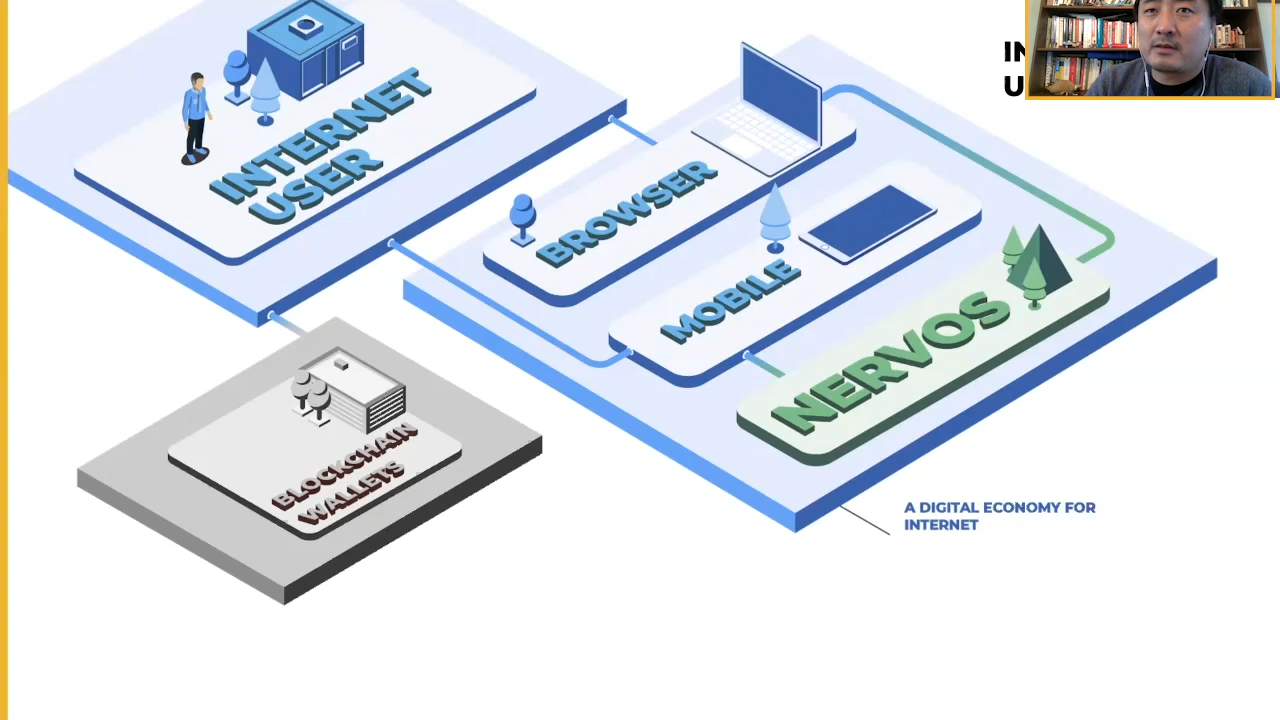 INTERNET
USER
BROWSER
MOBILE
NERVOS
BLOCKCHAIN
WALLETS
A DIGITAL ECONOMY FOR
INTERNET